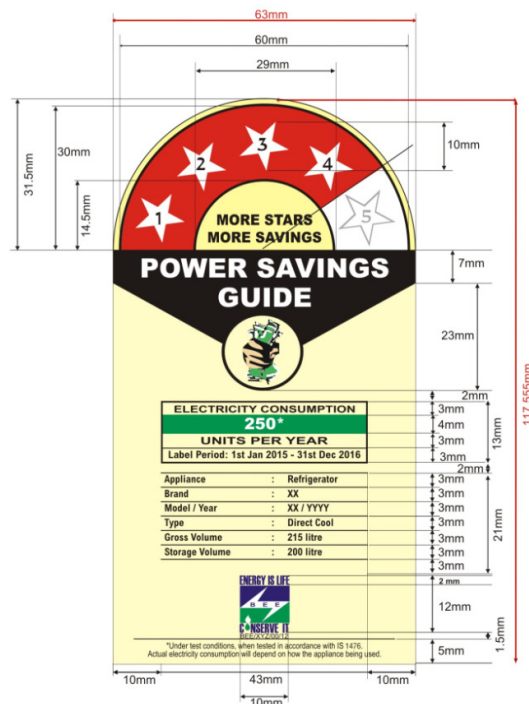 63mm
60mm
29mm
10mm
31.5mm
30mm
14.5mm
1
2
3
4
5
MORE STARS
MORE SAVINGS
POWER SAVINGS
GUIDE
7mm
23mm
117.555mm
2mm
ELECTRICITY CONSUMPTION
250*
UNITS PER YEAR
Label Period: 1st Jan 2015 - 31st Dec 2016
3mm
4mm
3mm
3mm
13mm
2mm
Appliance : Refrigerator
Brand : XX
Model / Year : XX / YYYY
Type : Direct Cool
Gross Volume : 215 litre
Storage Volume : 200 litre
3mm
3mm
3mm
3mm
3mm
3mm
3mm
21mm
ENERGY IS LIFE
BEE
CONSERVE IT
BEE/XYZ/00/12
2 mm
12mm
1.5mm
*Under test conditions, when tested in accordance with IS 1476.
Actual electricity consumption will depend on how the appliance being used.
5mm
10mm
43mm
10mm
10mm